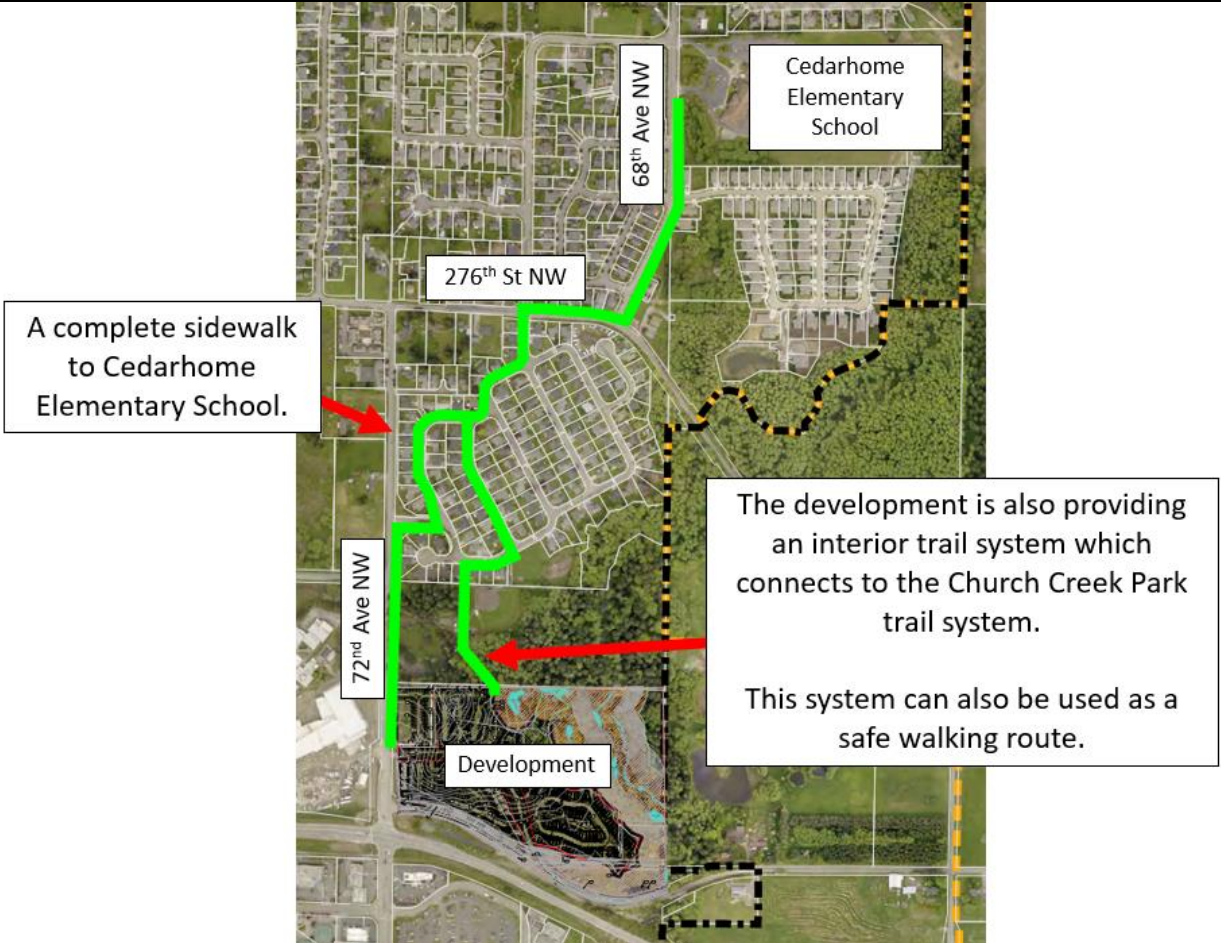 Cedarhome
Elementary
School
68th Ave NW
276th St NW
A complete sidewalk
to Cedarhome
Elementary School.
The development is also providing
an interior trail system which
connects to the Church Creek Park
trail system.
This system can also be used as a
safe walking route.
72nd Ave NW
Development